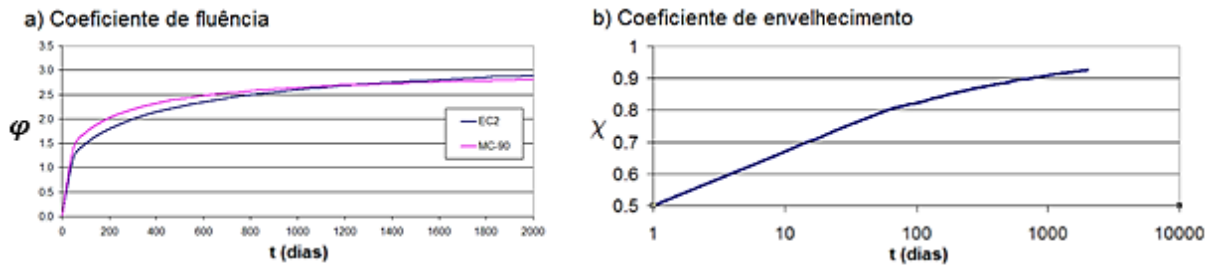 a) Coeficiente de fluência
3.5
3.0
2.5
2.0
1.5
1.0
0.5
0.0
φ
EC2
MC-90
0 200 400 600 800 1000 1200 1400 1600 1800 2000
t (dias)
b) Coeficiente de envelhecimento
1
0.9
0.8
0.7
0.6
0.5
χ
1 10 100 1000 10000
t (dias)